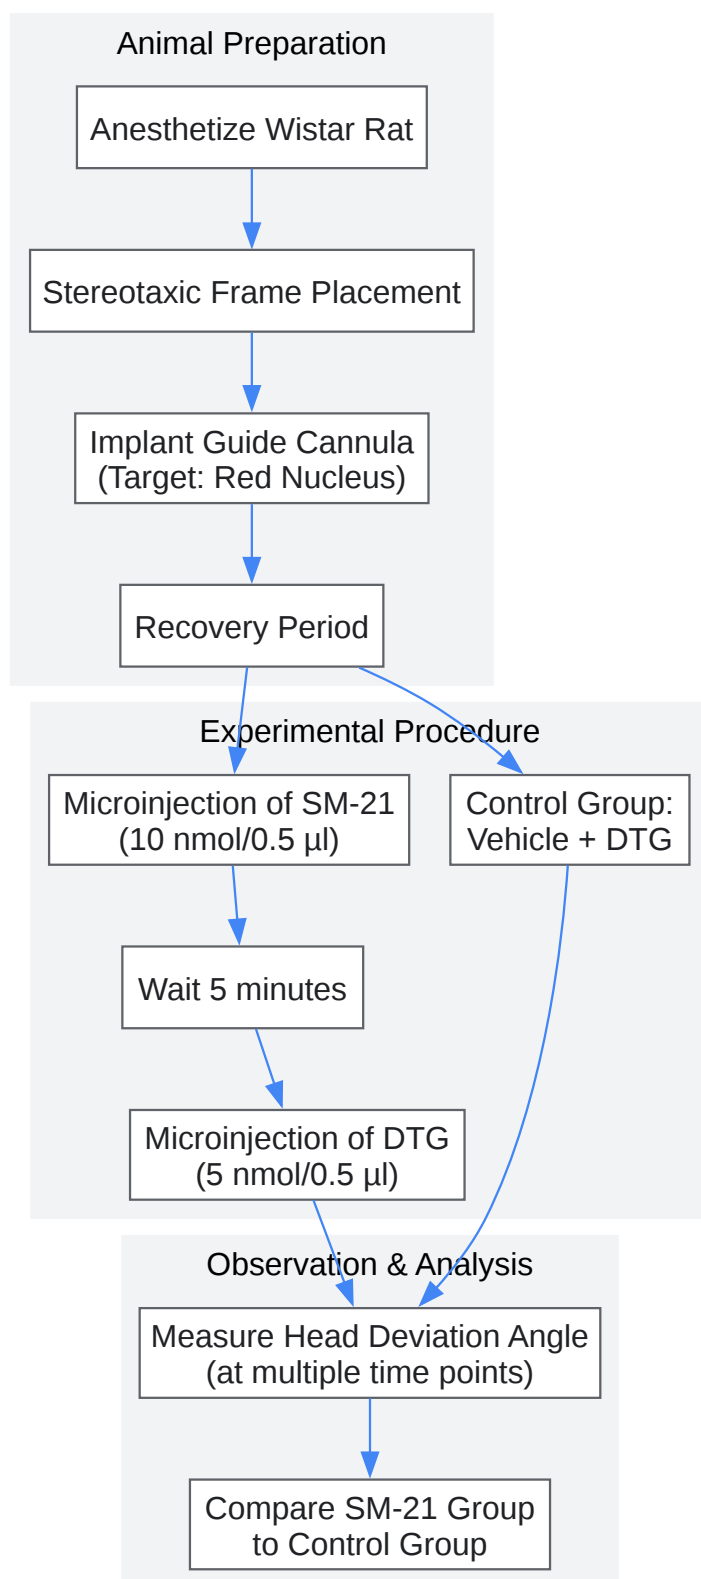 Animal Preparation
Anesthetize Wistar Rat
Stereotaxic Frame Placement
Implant Guide Cannula
(Target: Red Nucleus)
Recovery Period
Experimental Procedure
Microinjection of SM-21
(10 nmol/0.5 µl)
Control Group:
Vehicle + DTG
Wait 5 minutes
Microinjection of DTG
(5 nmol/0.5 µl)
Observation & Analysis
Measure Head Deviation Angle
(at multiple time points)
Compare SM-21 Group
to Control Group